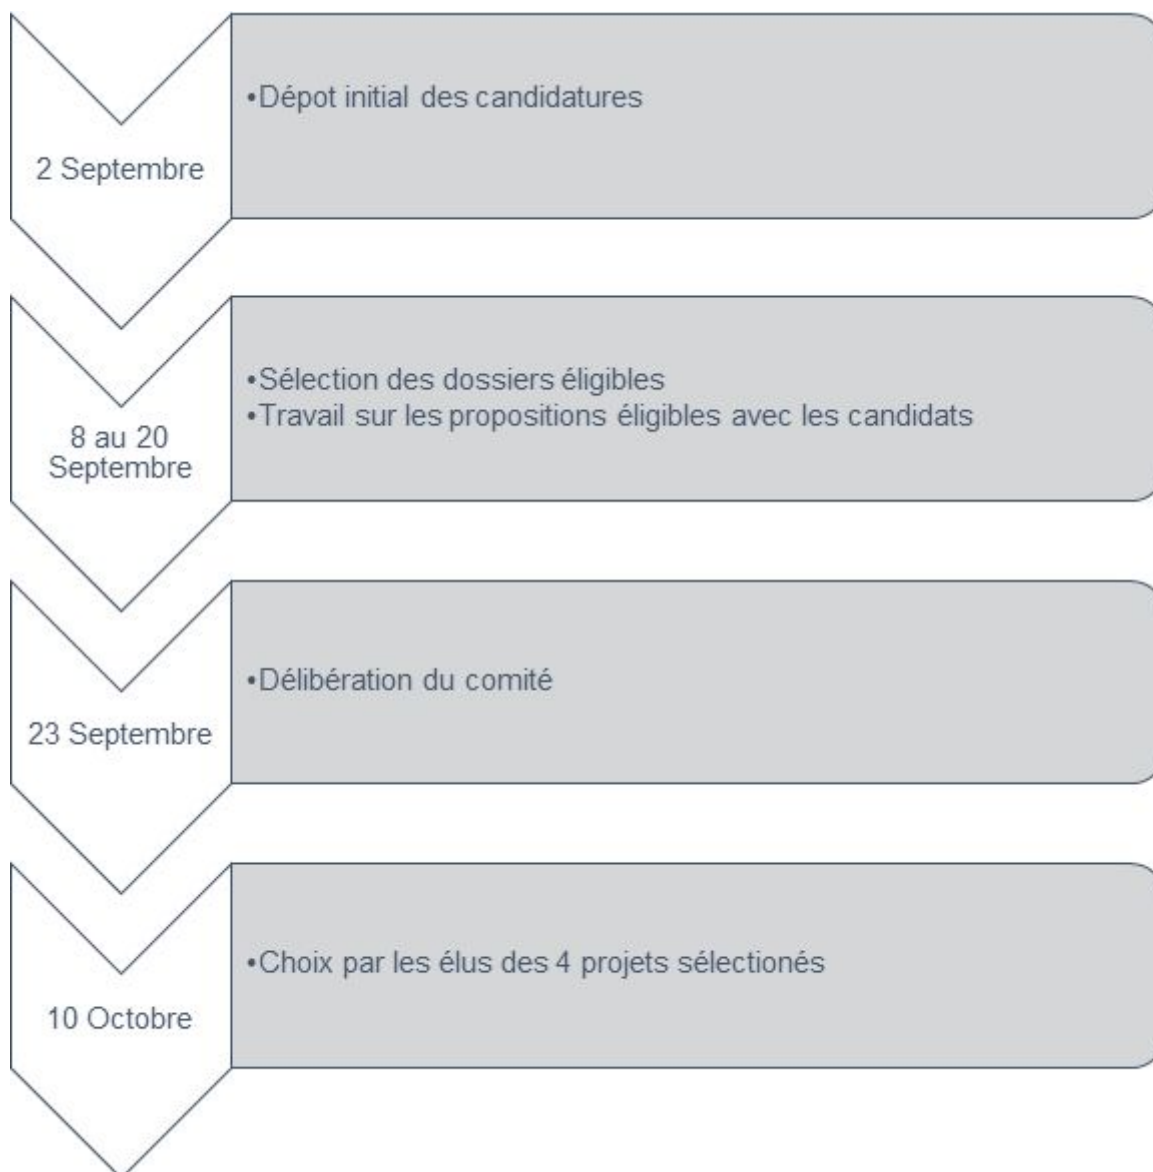 •Dépot initial des candidatures
2 Septembre
•Sélection des dossiers éligibles
•Travail sur les propositions éligibles avec les candidats
8 au 20
Septembre
•Délibération du comité
23 Septembre
•Choix par les élus des 4 projets sélectionés
10 Octobre